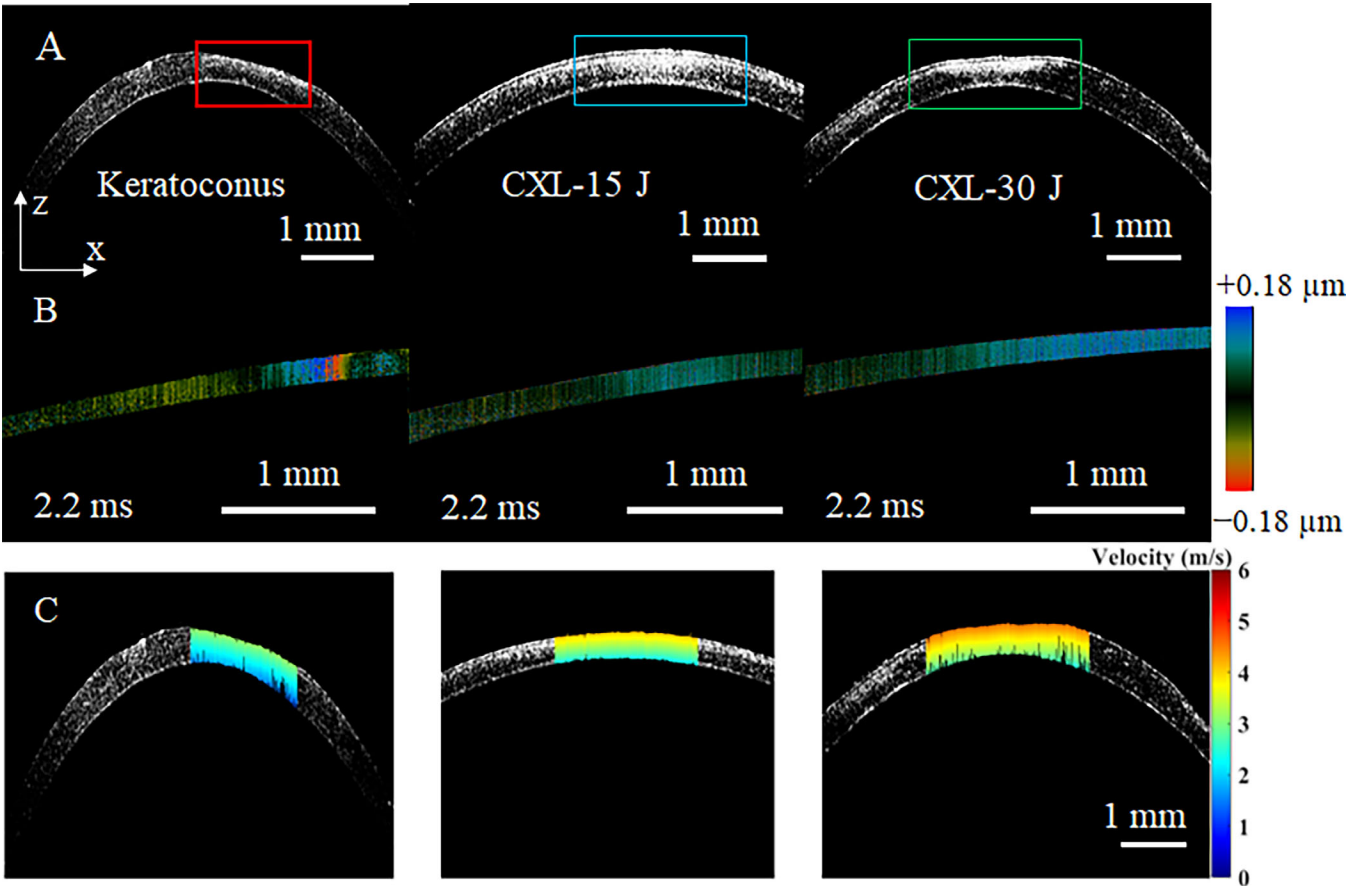 A
Keratoconus
CXL-15 J
CXL-30 J
z
x
1 mm
1 mm
1 mm
B
+0.18 μm
−0.18 μm
1 mm
1 mm
1 mm
2.2 ms
2.2 ms
2.2 ms
C
Velocity (m/s)
6
5
4
3
2
1
0
1 mm